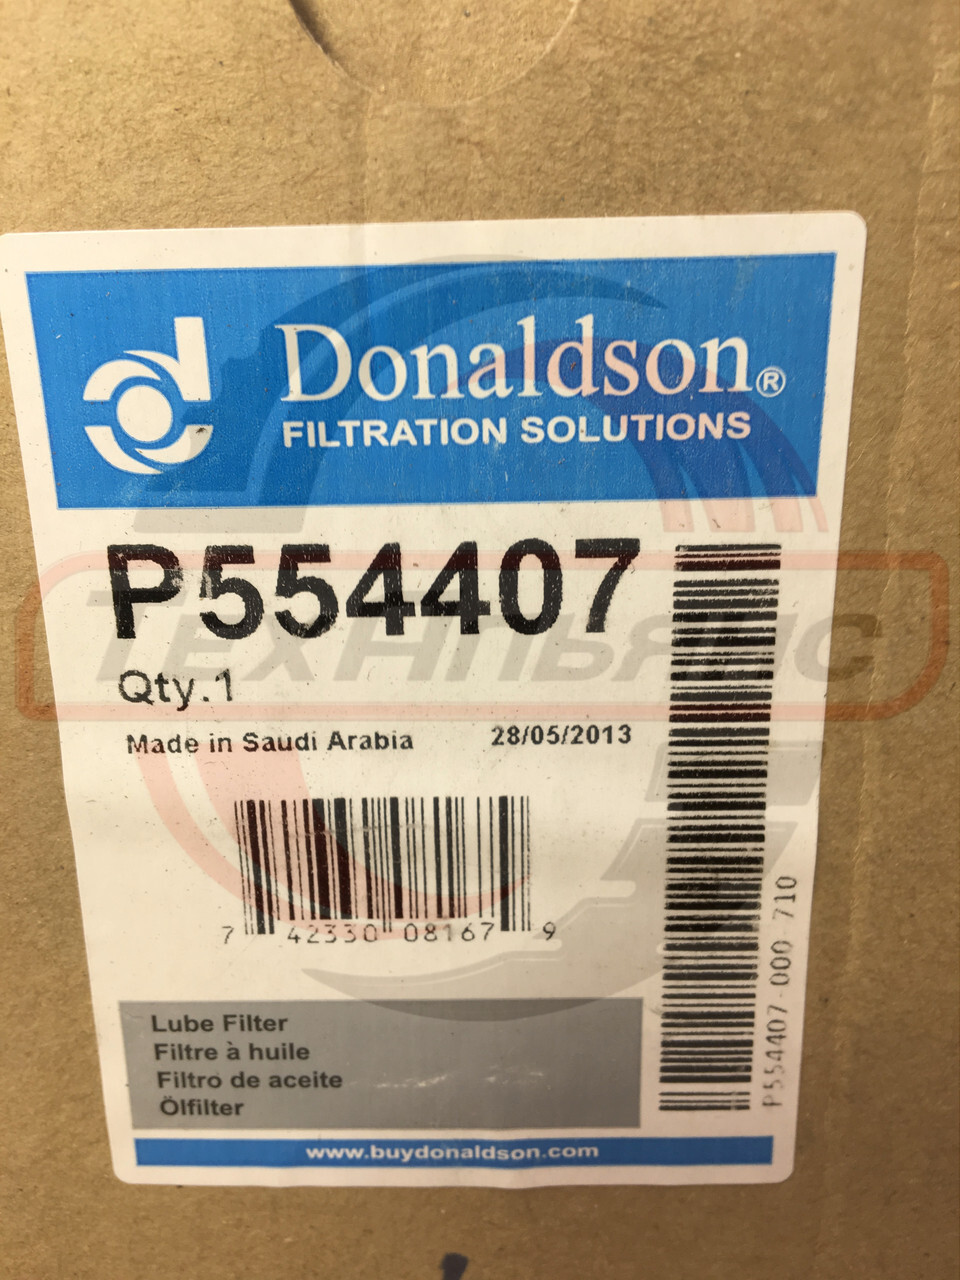 Donaldson®
FILTRATION SOLUTIONS
P554407
ТехАльянс
Qty.1
Made in Saudi Arabia 28/05/2013
7 42330 08167 9
P554407-000-710
Lube Filter
Filtre à huile
Filtro de aceite
Ölfilter
www.buydonaldson.com